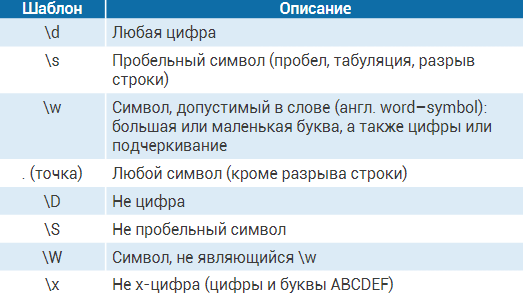 Шаблон Описание
\d Любая цифра
\s Пробельный символ (пробел, табуляция, разрыв
строки)
\w Символ, допустимый в слове (англ. word–symbol):
большая или маленькая буква, а также цифры или
подчеркивание
. (точка) Любой символ (кроме разрыва строки)
\D Не цифра
\S Не пробельный символ
\W Символ, не являющийся \w
\x Не x-цифра (цифры и буквы ABCDEF)